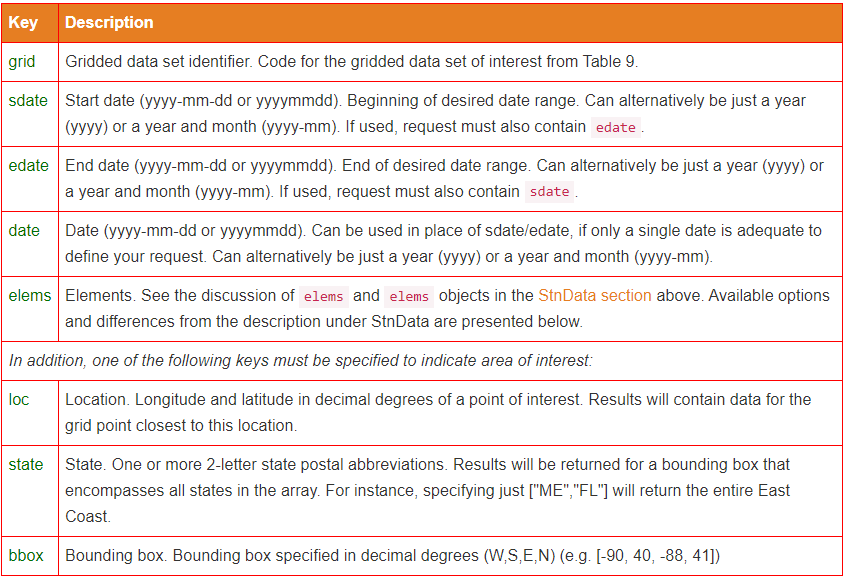 Key Description
grid Gridded data set identifier. Code for the gridded data set of interest from Table 9.
sdate Start date (yyyy-mm-dd or yyyymmdd). Beginning of desired date range. Can alternatively be just a year
(yyyy) or a year and month (yyyy-mm). If used, request must also contain edate .
edate End date (yyyy-mm-dd or yyyymmdd). End of desired date range. Can alternatively be just a year (yyyy) or
a year and month (yyyy-mm). If used, request must also contain sdate .
date Date (yyyy-mm-dd or yyyymmdd). Can be used in place of sdate/edate, if only a single date is adequate to
define your request. Can alternatively be just a year (yyyy) or a year and month (yyyy-mm).
elems Elements. See the discussion of elems and elems objects in the StnData section above. Available options
and differences from the description under StnData are presented below.
In addition, one of the following keys must be specified to indicate area of interest:
loc Location. Longitude and latitude in decimal degrees of a point of interest. Results will contain data for the
grid point closest to this location.
state State. One or more 2-letter state postal abbreviations. Results will be returned for a bounding box that
encompasses all states in the array. For instance, specifying just ["ME","FL"] will return the entire East
Coast.
bbox Bounding box. Bounding box specified in decimal degrees (W,S,E,N) (e.g. [-90, 40, -88, 41])